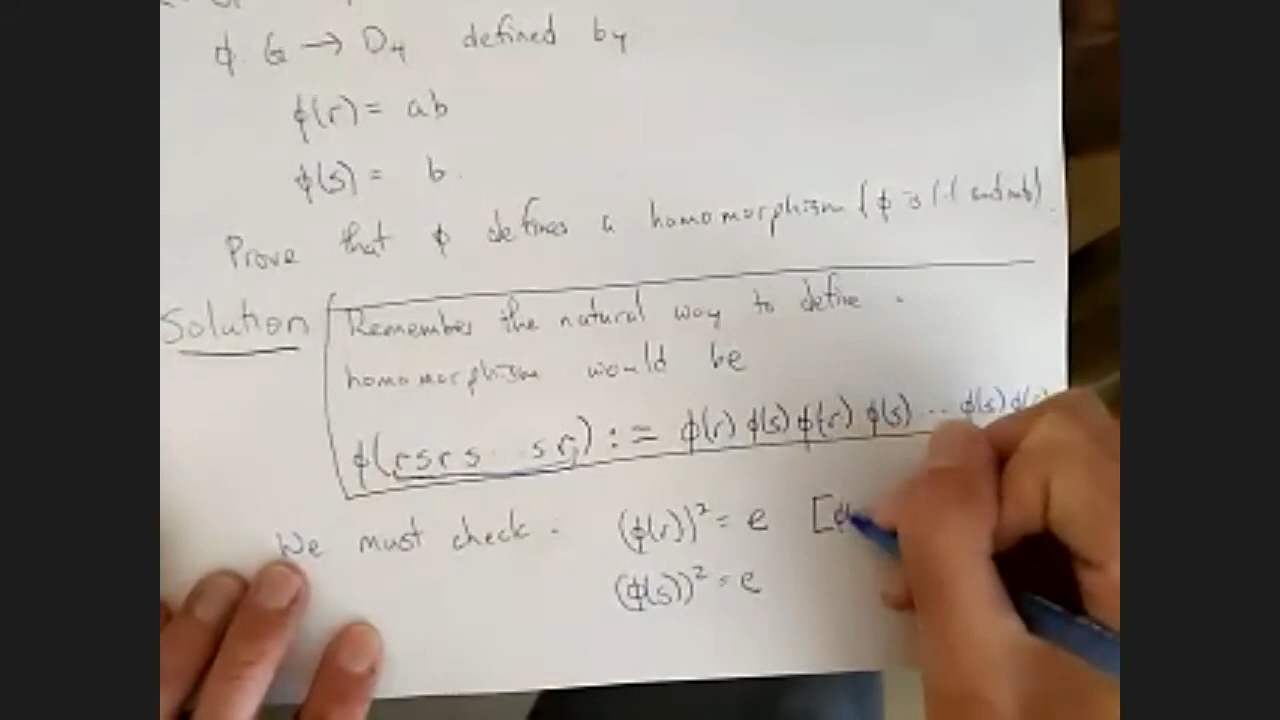 ϕ. G → D4 defined by
ϕ(r) = ab
ϕ(s) = b.
Prove that ϕ defines a homomorphism (ϕ is 1-1 and
Solution
Remember the natural way to define
homomorphism would be
ϕ(rsrs...sr) := ϕ(r)ϕ(s)ϕ(r)ϕ(s)...ϕ(s)
We must check: (ϕ(r))² = e [ϕ
(ϕ(s))² = e